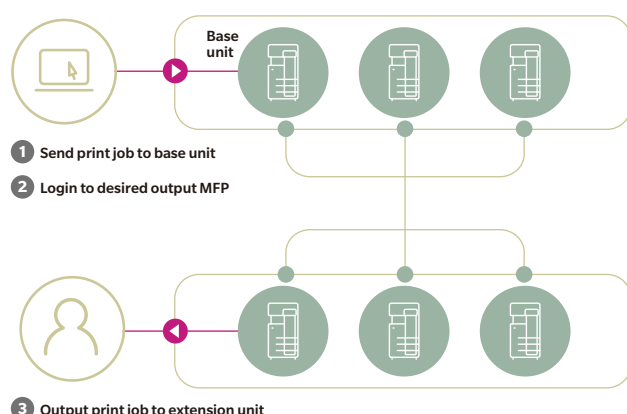 Base
unit
1 Send print job to base unit
2 Login to desired output MFP
3 Output print job to extension unit